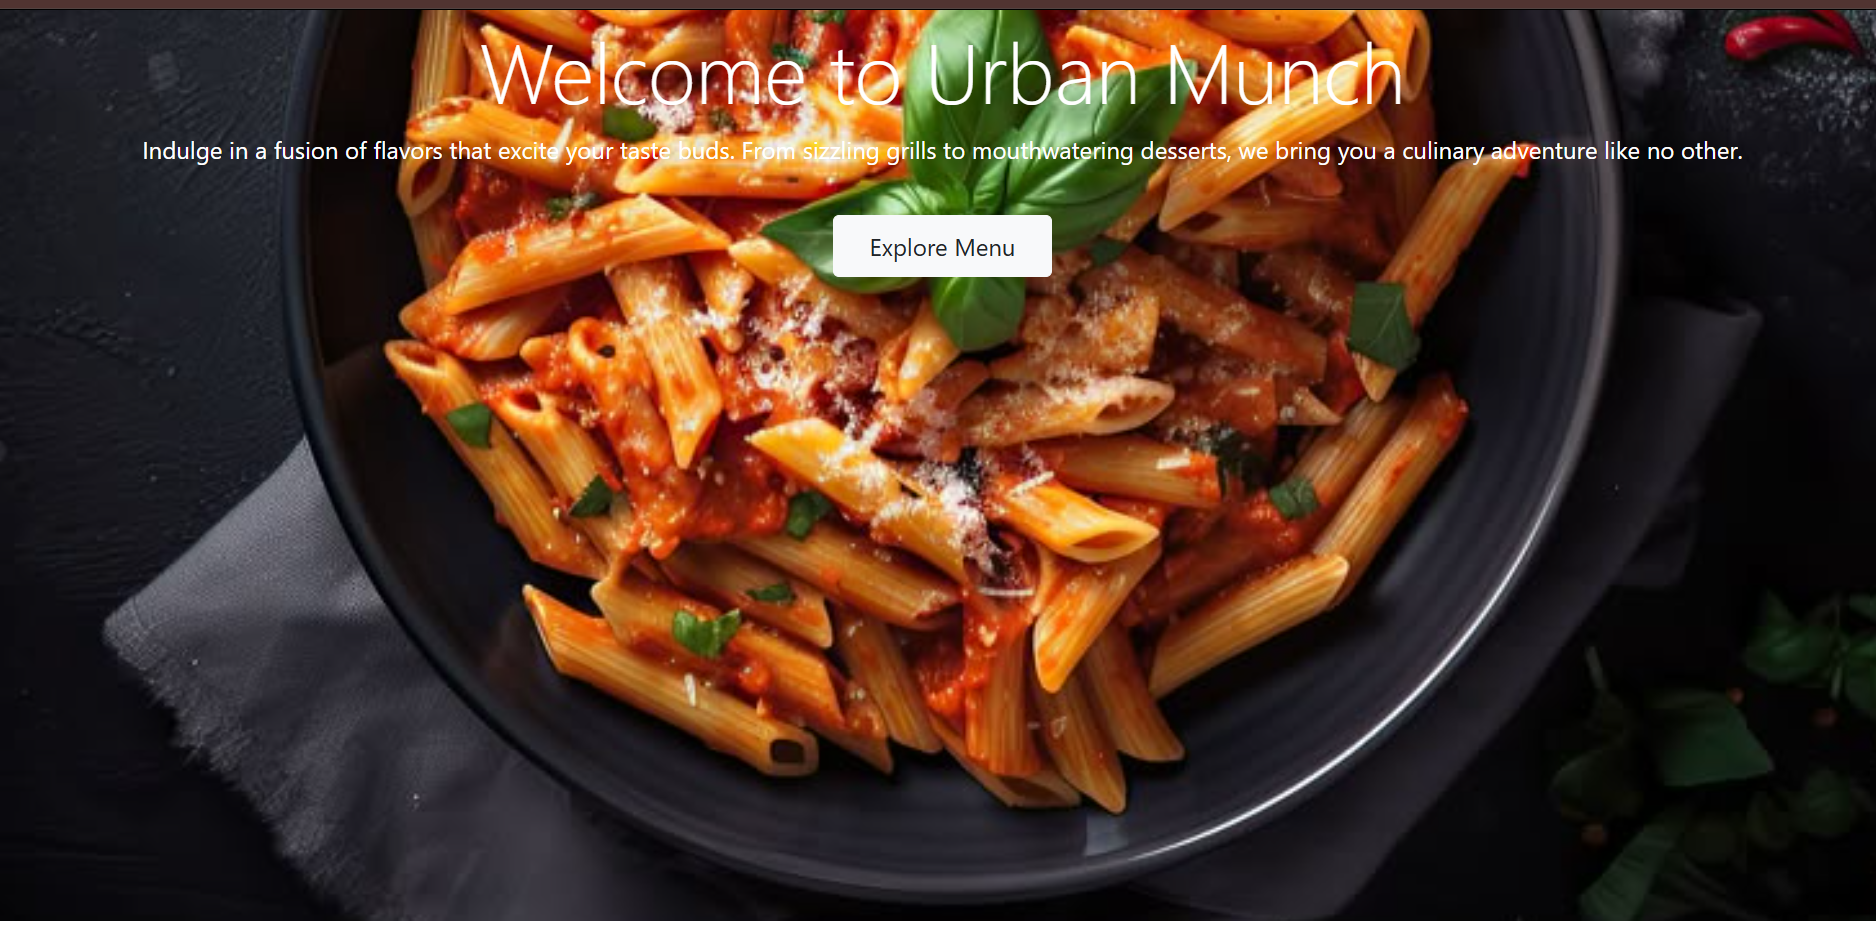 Welcome to Urban Munch
Indulge in a fusion of flavors that excite your taste buds. From sizzling grills to mouthwatering desserts, we bring you a culinary adventure like no other.
Explore Menu